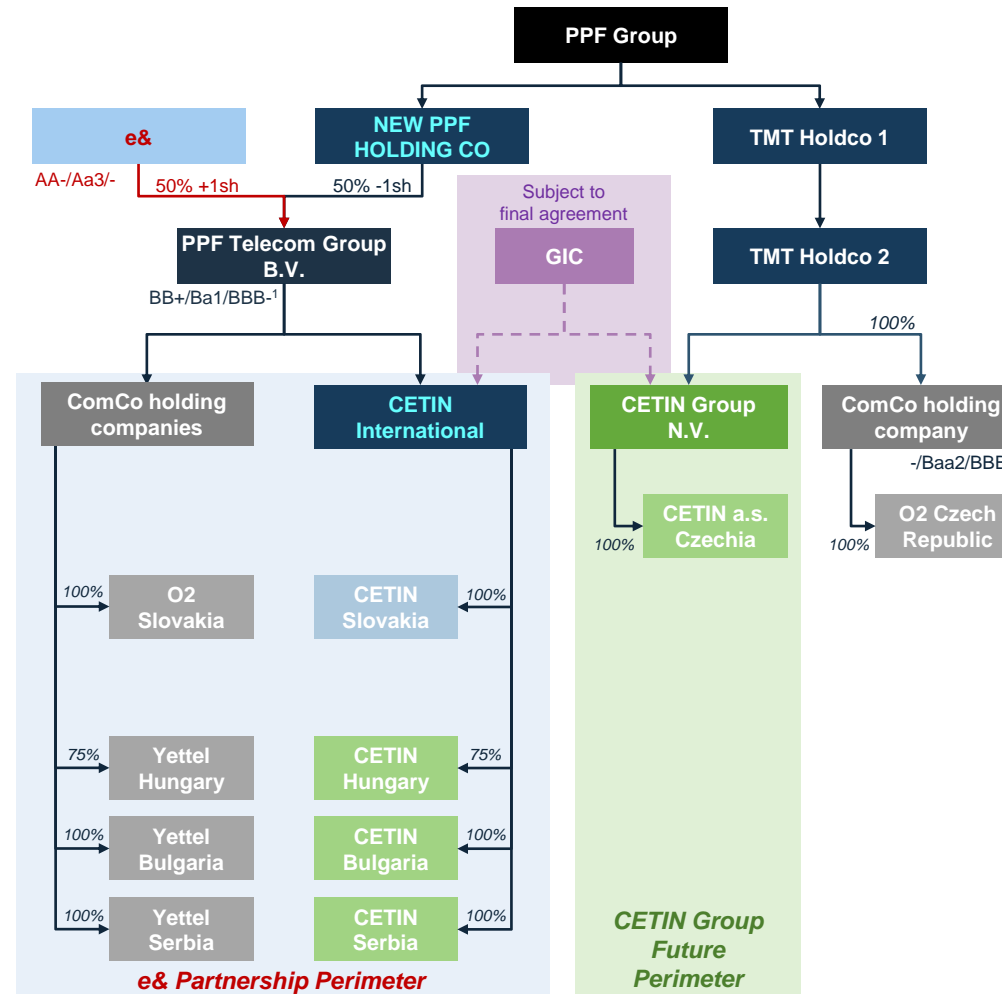 PPF Group
e&
NEW PPF
HOLDING CO
TMT Holdco 1
AA-/Aa3/-
50% +1sh
50% -1sh
Subject to
final agreement
PPF Telecom Group
B.V.
GIC
TMT Holdco 2
BB+/Ba1/BBB-¹
100%
ComCo holding
companies
CETIN
International
CETIN Group
N.V.
ComCo holding
company
-/Baa2/BBB
100%
CETIN a.s.
Czechia
100%
O2 Czech
Republic
100%
O2
Slovakia
CETIN
Slovakia
100%
75%
Yettel
Hungary
CETIN
Hungary
75%
100%
Yettel
Bulgaria
CETIN
Bulgaria
100%
100%
Yettel
Serbia
CETIN
Serbia
100%
e& Partnership Perimeter
CETIN Group
Future
Perimeter